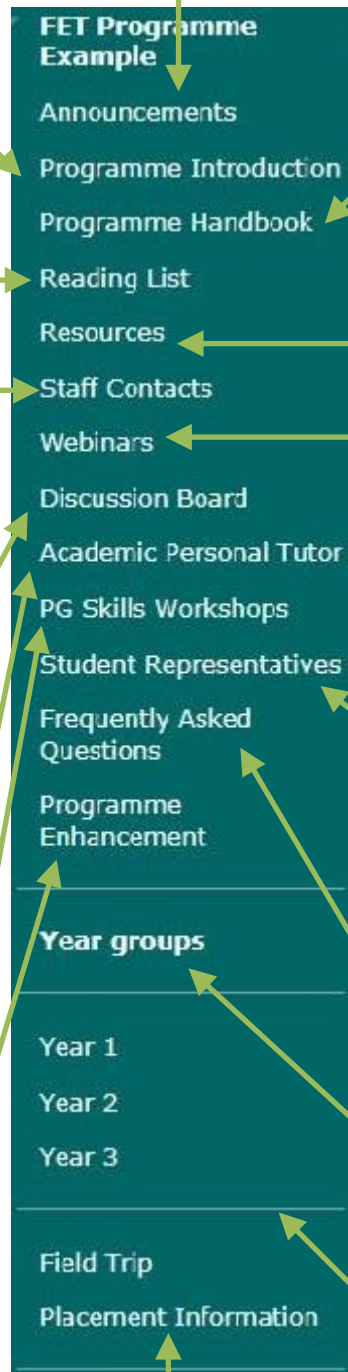 FET Programme
Example
Announcements
Programme Introduction
Programme Handbook
Reading List
Resources
Staff Contacts
Webinars
Discussion Board
Academic Personal Tutor
PG Skills Workshops
Student Representatives
Frequently Asked
Questions
Programme
Enhancement
Year groups
Year 1
Year 2
Year 3
Field Trip
Placement Information